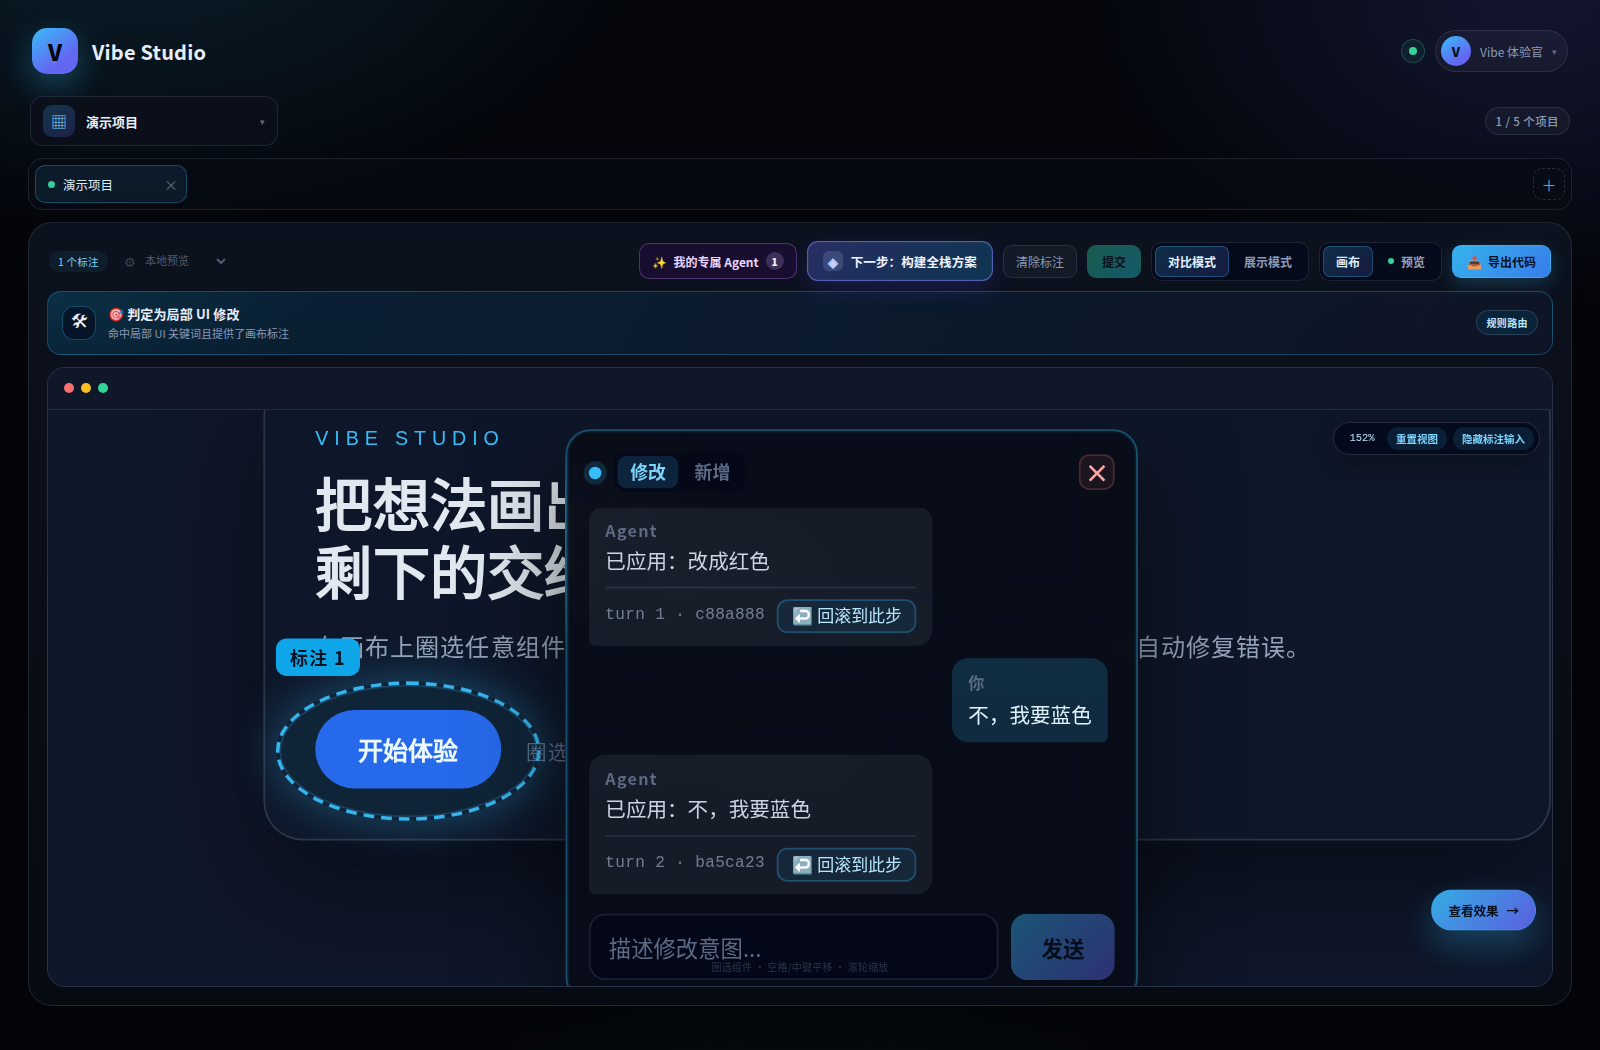 V
Vibe Studio
V
Vibe 体验官
演示项目
1 / 5 个项目
演示项目
1 个标注
本地预览
我的专属 Agent 1
下一步：构建全栈方案
清除标注
提交
对比模式
展示模式
画布
预览
导出代码
判定为局部 UI 修改
命中局部 UI 关键词且提供了画布标注
规则路由
VIBE STUDIO
152%
重置视图
隐藏标注输入
把想法画出
剩下的交给
画布上圈选任意组件
自动修复错误。
标注 1
开始体验
圈选
修改
新增
Agent
已应用：改成红色
turn 1 · c88a888
回滚到此步
你
不，我要蓝色
Agent
已应用：不，我要蓝色
turn 2 · ba5ca23
回滚到此步
描述修改意图...
发送
圈选组件 · 空格/中键平移 · 滚轮缩放
查看效果 →